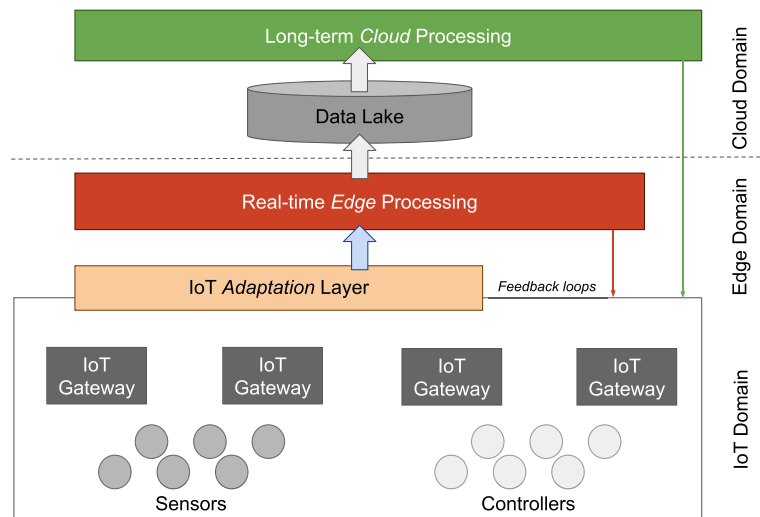 Long-term Cloud Processing
Data Lake
Cloud Domain
Real-time Edge Processing
Edge Domain
IoT Adaptation Layer
Feedback loops
IoT
Gateway
IoT
Gateway
IoT
Gateway
IoT
Gateway
IoT Domain
Sensors
Controllers